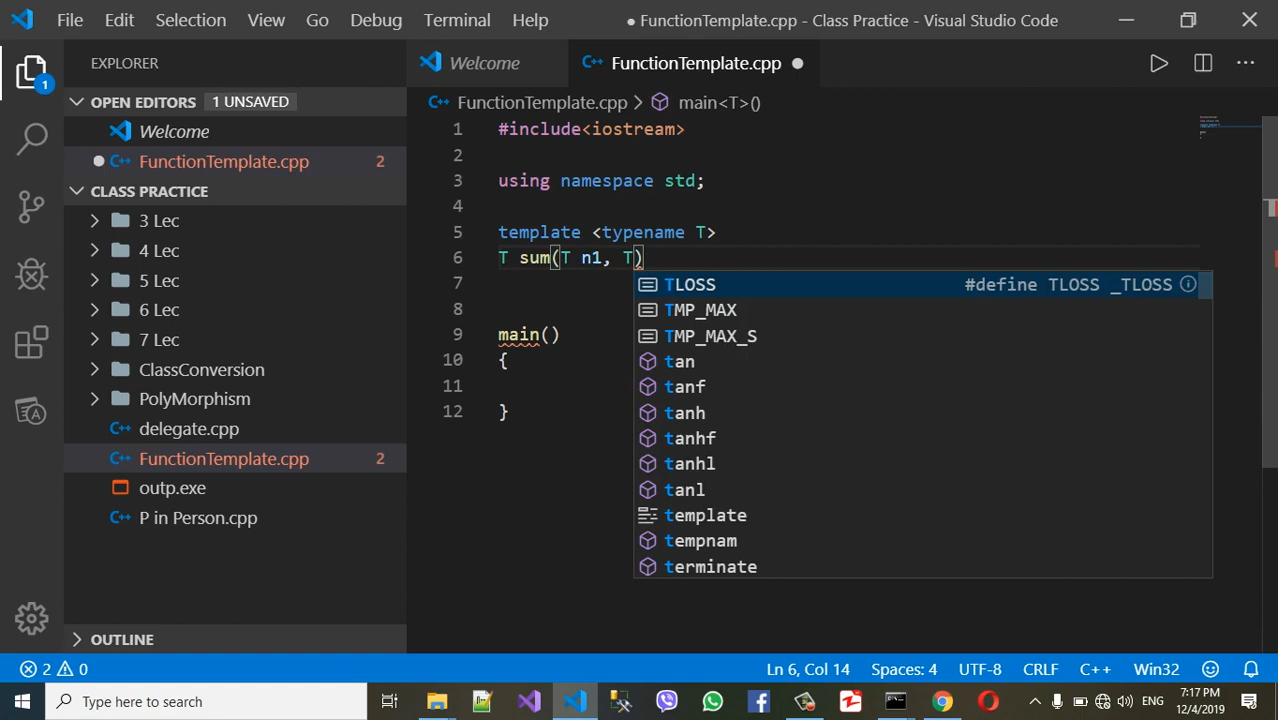 File Edit Selection View Go Debug Terminal Help ● FunctionTemplate.cpp - Class Practice - Visual Studio Code
EXPLORER
Welcome FunctionTemplate.cpp
1
OPEN EDITORS 1 UNSAVED
Welcome
FunctionTemplate.cpp 2
CLASS PRACTICE
3 Lec
4 Lec
5 Lec
6 Lec
7 Lec
ClassConversion
PolyMorphism
delegate.cpp
FunctionTemplate.cpp 2
outp.exe
P in Person.cpp
OUTLINE
FunctionTemplate.cpp > main<T>()
1 #include<iostream>
2
3 using namespace std;
4
5 template <typename T>
6 T sum(T n1, T)
7
8
9 main()
10 {
11
12 }
TLOSS #define TLOSS _TLOSS
TMP_MAX
TMP_MAX_S
tan
tanf
tanh
tanhf
tanhl
tanl
template
tempnam
terminate
2 0 Ln 6, Col 14 Spaces: 4 UTF-8 CRLF C++ Win32
Type here to search ENG 7:17 PM
12/4/2019